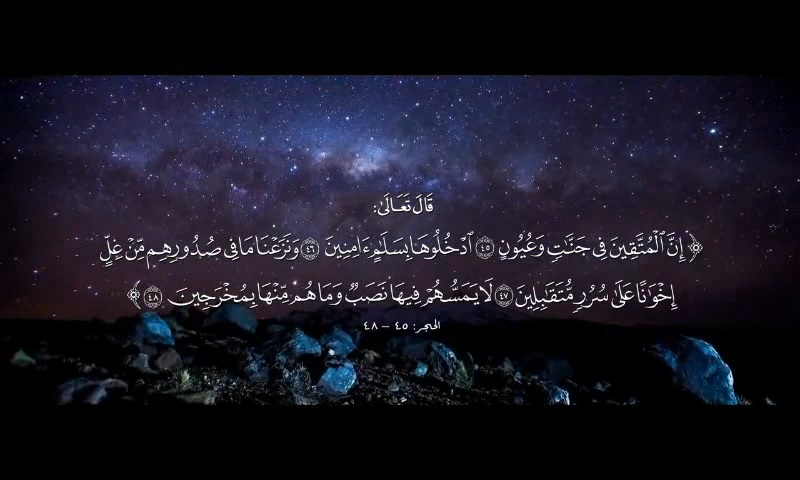 قَالَ تَعَالَىٰ:
﴿ إِنَّ ٱلْمُتَّقِينَ فِى جَنَّٰتٍ وَعُيُونٍ ٤٥ ٱدْخُلُوهَا بِسَلَٰمٍ ءَامِنِينَ ٤٦ وَنَزَعْنَا مَا فِى صُدُورِهِم مِّنْ غِلٍّ
إِخْوَٰنًا عَلَىٰ سُرُرٍ مُّتَقَٰبِلِينَ ٤٧ لَا يَمَسُّهُمْ فِيهَا نَصَبٌ وَمَا هُم مِّنْهَا بِمُخْرَجِينَ ٤٨ ﴾
الحجر: ٤٥ – ٤٨